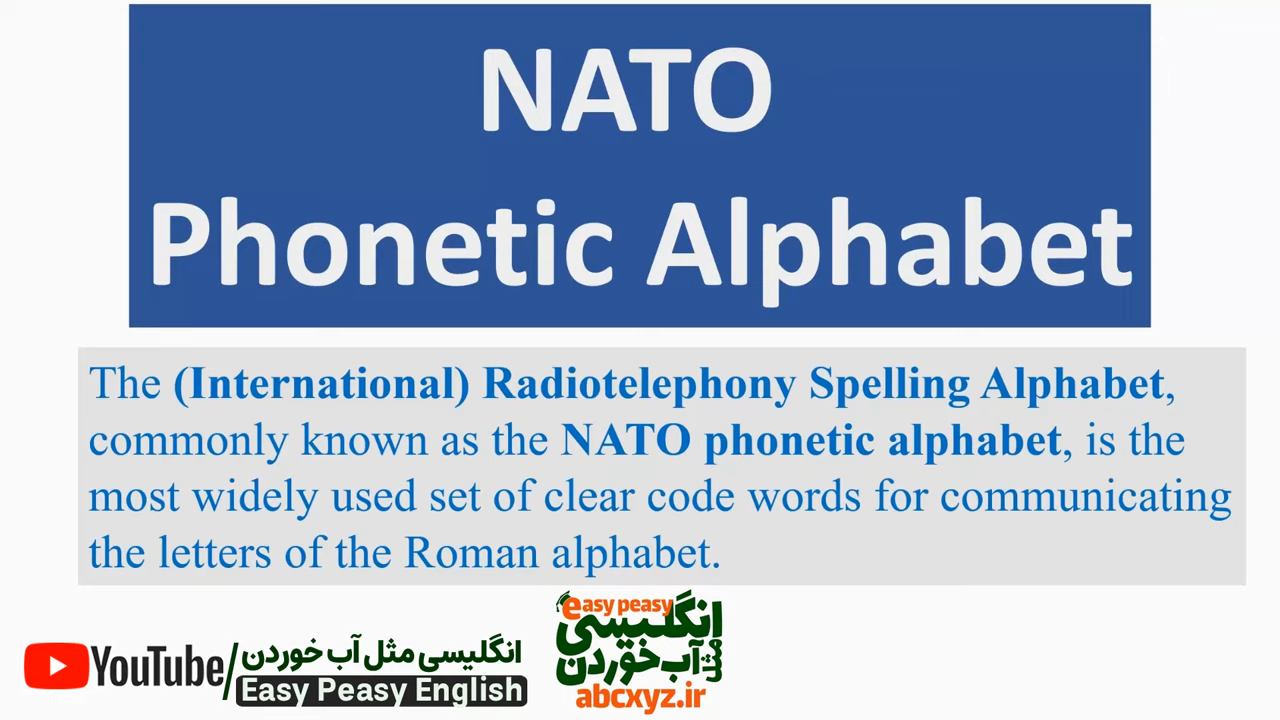 NATO
Phonetic Alphabet
The (International) Radiotelephony Spelling Alphabet,
commonly known as the NATO phonetic alphabet, is the
most widely used set of clear code words for communicating
the letters of the Roman alphabet.
easy peasy
انگلیسی
مثل
آب خوردن
abcxyz.ir
YouTube/انگلیسی مثل آب خوردن
Easy Peasy English